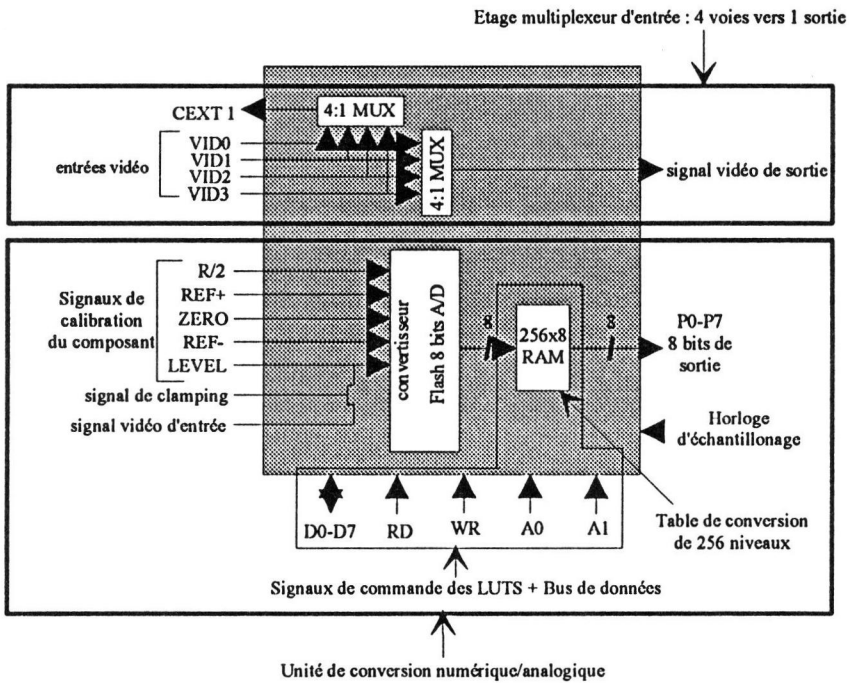 Etage multiplexeur d'entrée : 4 voies vers 1 sortie
CEXT 1
4:1 MUX
VID0
VID1
VID2
VID3
entrées vidéo
4:1 MUX
signal vidéo de sortie
R/2
REF+
ZERO
REF-
LEVEL
Signaux de
calibration
du composant
signal de clamping
signal vidéo d'entrée
convertisseur
Flash 8 bits A/D
8
256x8
RAM
8
P0-P7
8 bits de
sortie
Horloge
d'échantillonage
D0-D7
RD
WR
A0
A1
Table de conversion
de 256 niveaux
Signaux de commande des LUTS + Bus de données
Unité de conversion numérique/analogique